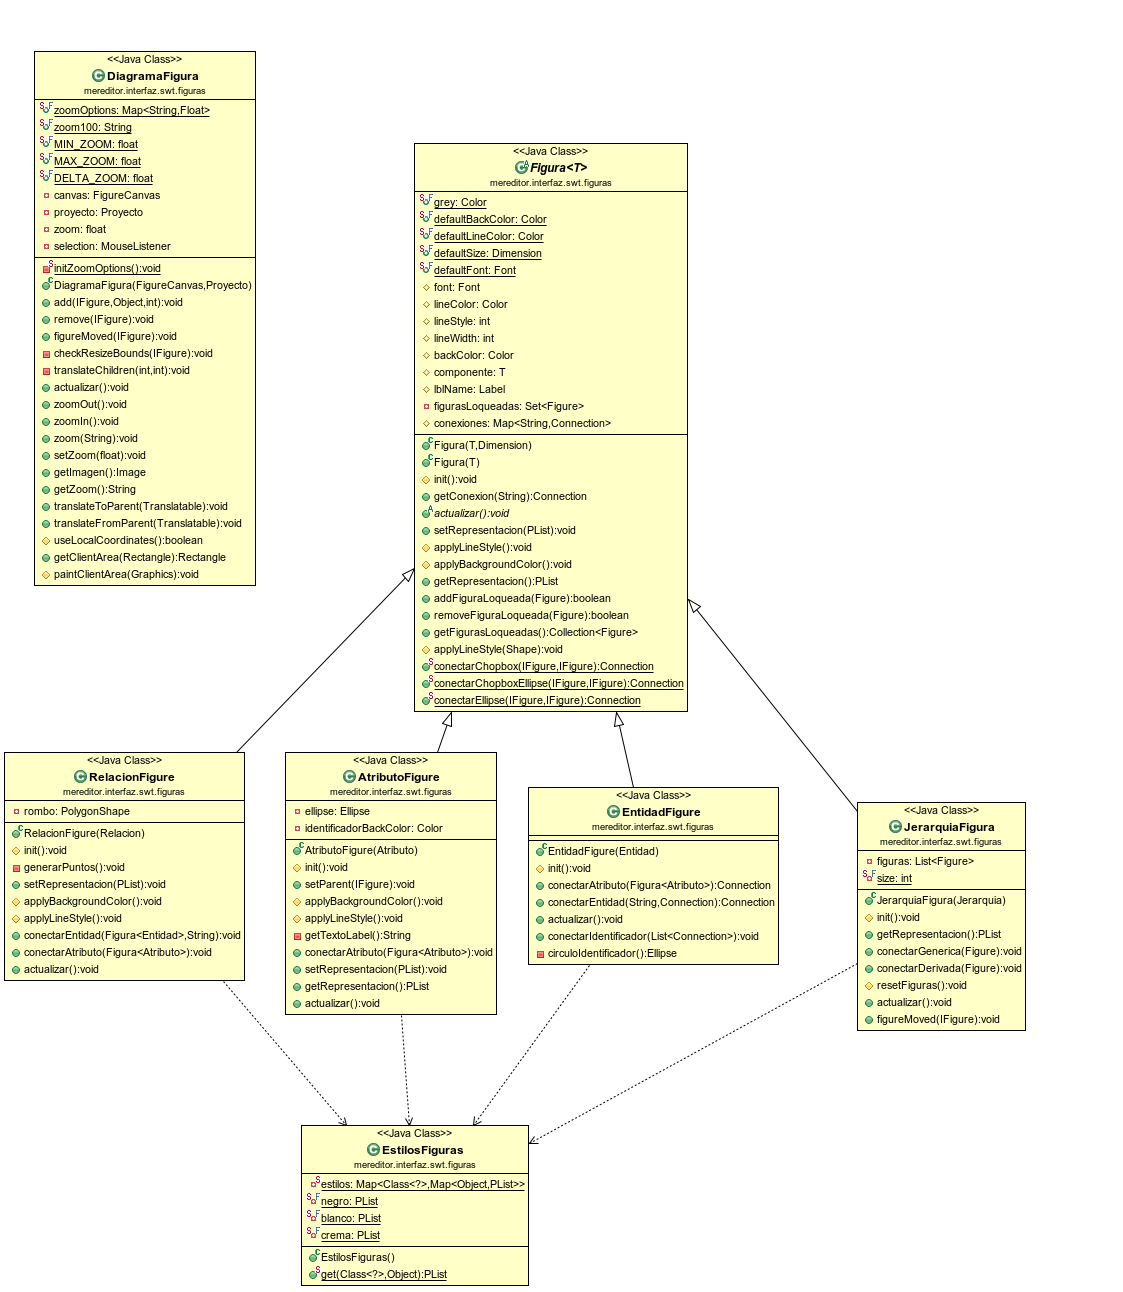 <<Java Class>>
DiagramaFigura
mereditor.interfaz.swt.figuras
zoomOptions: Map<String,Float>
zoom100: String
MIN_ZOOM: float
MAX_ZOOM: float
DELTA_ZOOM: float
canvas: FigureCanvas
proyecto: Proyecto
zoom: float
selection: MouseListener
initZoomOptions():void
DiagramaFigura(FigureCanvas,Proyecto)
add(IFigure,Object,int):void
remove(IFigure):void
figureMoved(IFigure):void
checkResizeBounds(IFigure):void
translateChildren(int,int):void
actualizar():void
zoomOut():void
zoomIn():void
zoom(String):void
setZoom(float):void
getImagen():Image
getZoom():String
translateToParent(Translatable):void
translateFromParent(Translatable):void
useLocalCoordinates():boolean
getClientArea(Rectangle):Rectangle
paintClientArea(Graphics):void
<<Java Class>>
Figura<T>
mereditor.interfaz.swt.figuras
grey: Color
defaultBackColor: Color
defaultLineColor: Color
defaultSize: Dimension
defaultFont: Font
font: Font
lineColor: Color
lineStyle: int
lineWidth: int
backColor: Color
componente: T
lblName: Label
figurasLoqueadas: Set<Figure>
conexiones: Map<String,Connection>
Figura(T,Dimension)
Figura(T)
init():void
getConexion(String):Connection
actualizar():void
setRepresentacion(PList):void
applyLineStyle():void
applyBackgroundColor():void
getRepresentacion():PList
addFiguraLoqueada(Figure):boolean
removeFiguraLoqueada(Figure):boolean
getFigurasLoqueadas():Collection<Figure>
applyLineStyle(Shape):void
conectarChopbox(IFigure,IFigure):Connection
conectarChopboxEllipse(IFigure,IFigure):Connection
conectarEllipse(IFigure,IFigure):Connection
<<Java Class>>
RelacionFigure
mereditor.interfaz.swt.figuras
rombo: PolygonShape
RelacionFigure(Relacion)
init():void
generarPuntos():void
setRepresentacion(PList):void
applyBackgroundColor():void
applyLineStyle():void
conectarEntidad(Figura<Entidad>,String):void
conectarAtributo(Figura<Atributo>):void
actualizar():void
<<Java Class>>
AtributoFigure
mereditor.interfaz.swt.figuras
ellipse: Ellipse
identificadorBackColor: Color
AtributoFigure(Atributo)
init():void
setParent(IFigure):void
applyBackgroundColor():void
applyLineStyle():void
getTextoLabel():String
conectarAtributo(Figura<Atributo>):void
setRepresentacion(PList):void
getRepresentacion():PList
actualizar():void
<<Java Class>>
EntidadFigure
mereditor.interfaz.swt.figuras
EntidadFigure(Entidad)
init():void
conectarAtributo(Figura<Atributo>):Connection
conectarEntidad(String,Connection):Connection
actualizar():void
conectarIdentificador(List<Connection>):void
circuloIdentificador():Ellipse
<<Java Class>>
JerarquiaFigura
mereditor.interfaz.swt.figuras
figuras: List<Figure>
size: int
JerarquiaFigura(Jerarquia)
init():void
getRepresentacion():PList
conectarGenerica(Figure):void
conectarDerivada(Figure):void
resetFiguras():void
actualizar():void
figureMoved(IFigure):void
<<Java Class>>
EstilosFiguras
mereditor.interfaz.swt.figuras
estilos: Map<Class<?>,Map<Object,PList>>
negro: PList
blanco: PList
crema: PList
EstilosFiguras()
get(Class<?>,Object):PList